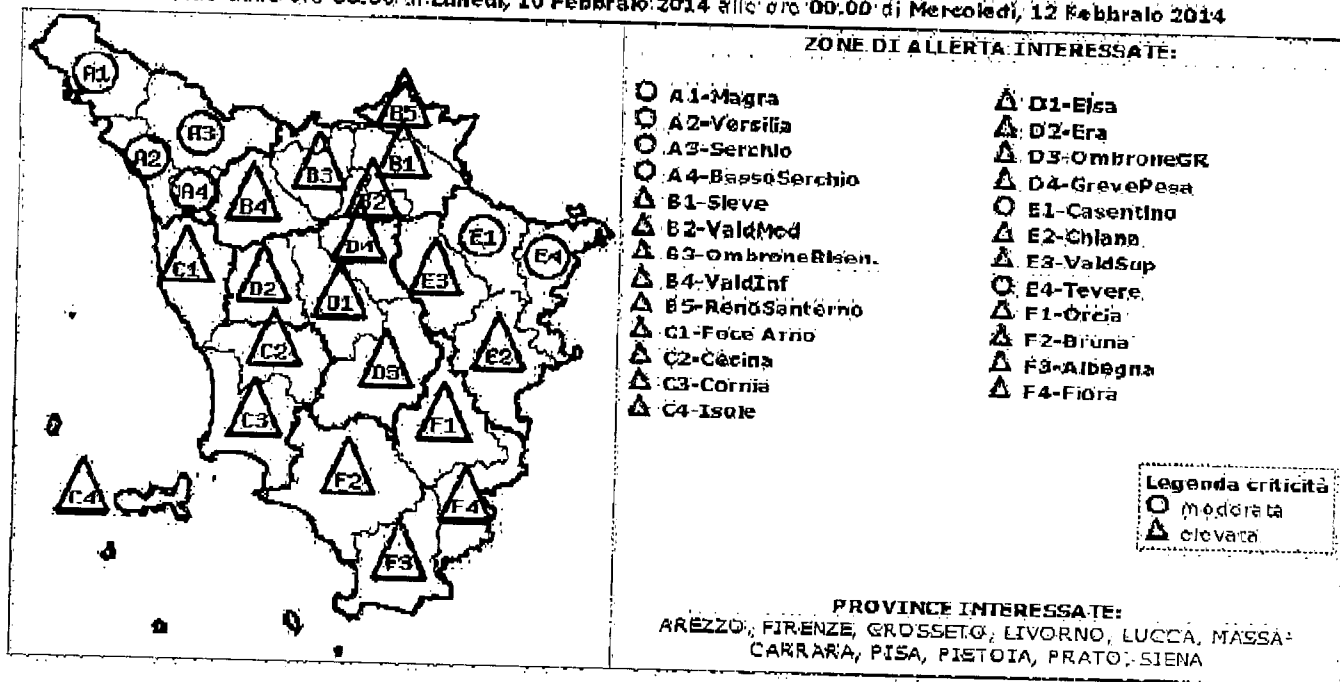 di Lunedì, 10 Febbraio 2014 alle ore 00.00 di Mercoledì, 12 Febbraio 2014
ZONE DI ALLERTA INTERESSATE:
A1-Magra
A2-Versilia
A3-Serchio
A4-BassoSerchio
B1-Sieve
B2-ValdMed
B3-OmbroneBisen.
B4-ValdInf
B5-RenoSanterno
C1-Foce Arno
C2-Cecina
C3-Cornia
C4-Isole
D1-Elsa
D2-Era
D3-OmbroneGR
D4-GrevePesa
E1-Casentino
E2-Chiana
E3-ValdSup
E4-Tevere
F1-Orcia
F2-Bruna
F3-Albegna
F4-Fiora
A1
A3
A2
A4
B5
B1
B3
B2
B4
D4
E1
E4
C1
D2
D1
E3
C2
D3
E2
C3
F1
F2
C4
F4
F3
Legenda criticità
moderata
elevata
PROVINCE INTERESSATE:
AREZZO, FIRENZE, GROSSETO, LIVORNO, LUCCA, MASSA-
CARRARA, PISA, PISTOIA, PRATO, SIENA